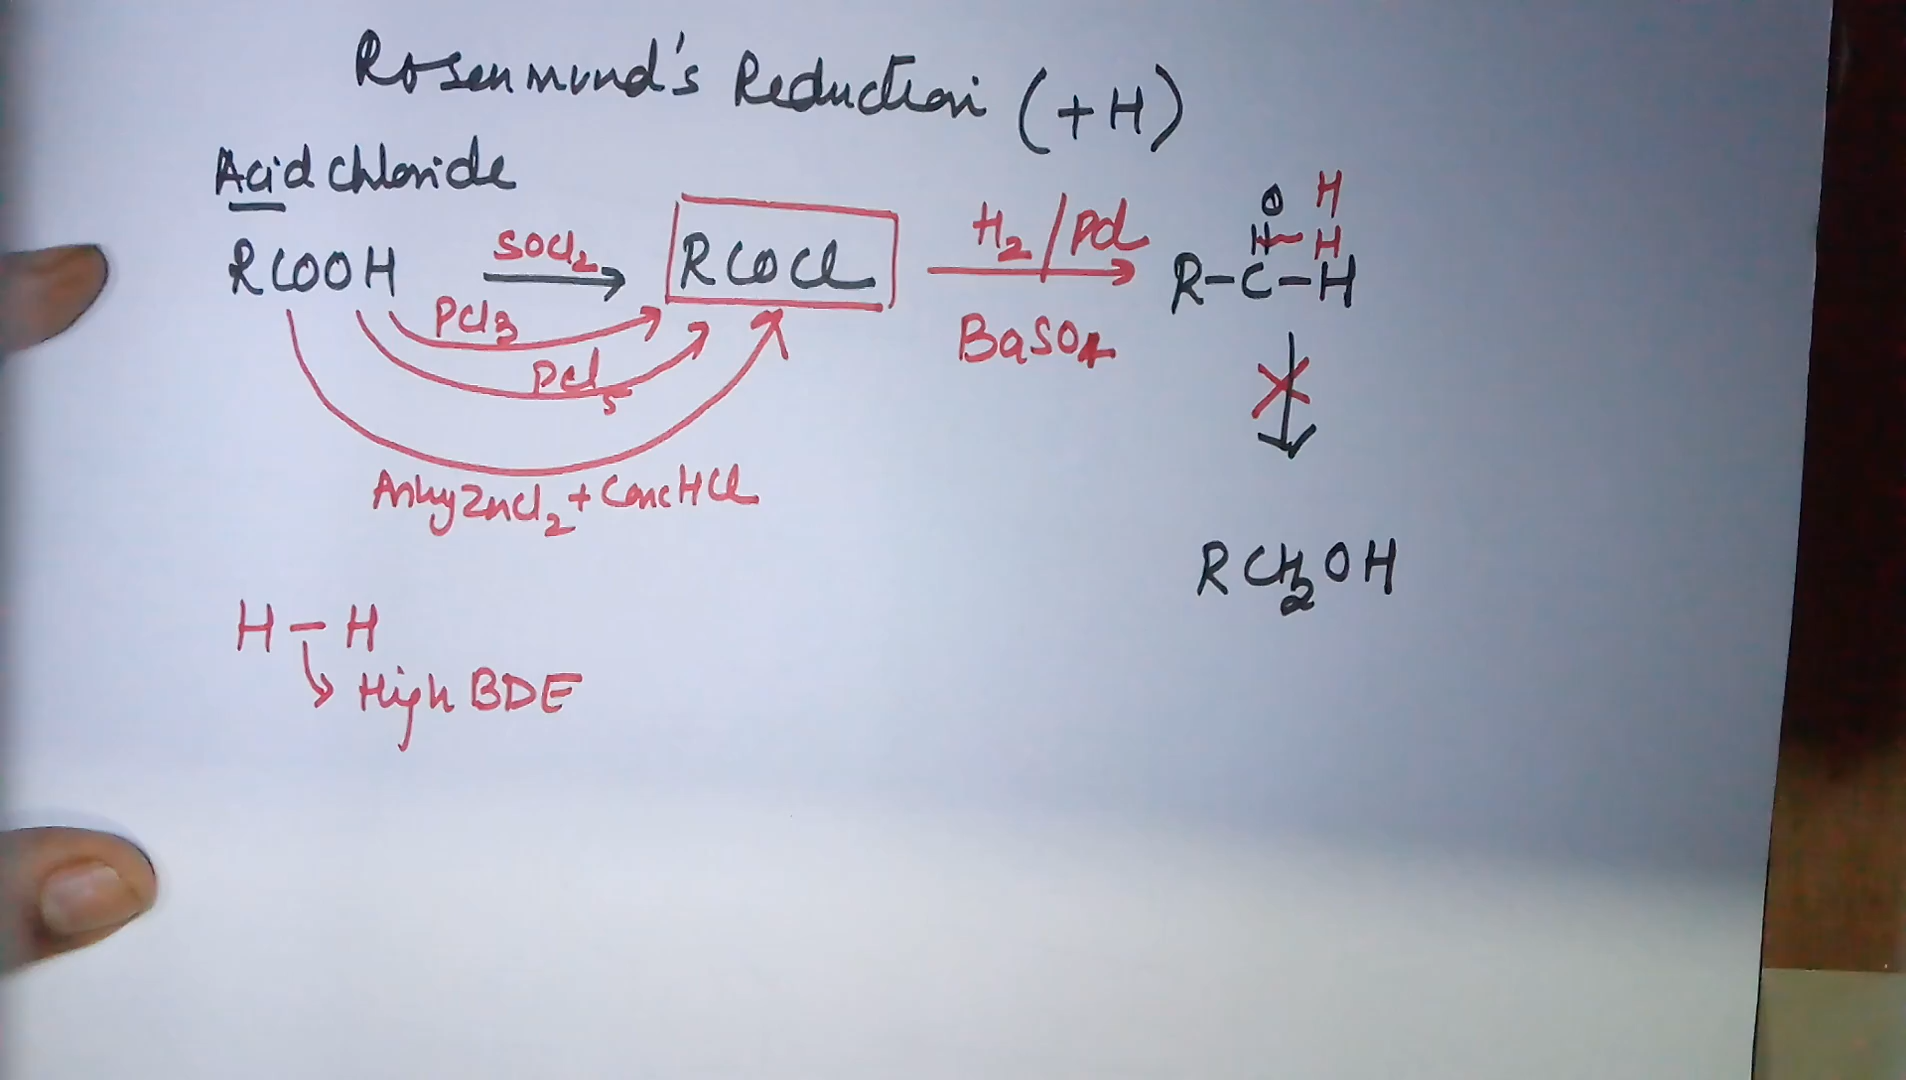 Rosenmund's Reduction (+H)
Acid chloride
RCOOH SOCl2 RCOCl H2/Pd
BaSO4
O H
H
R-C-H
PCl3
PCl5
Anhy ZnCl2 + Conc HCl
RCH2OH
H-H
High BDE